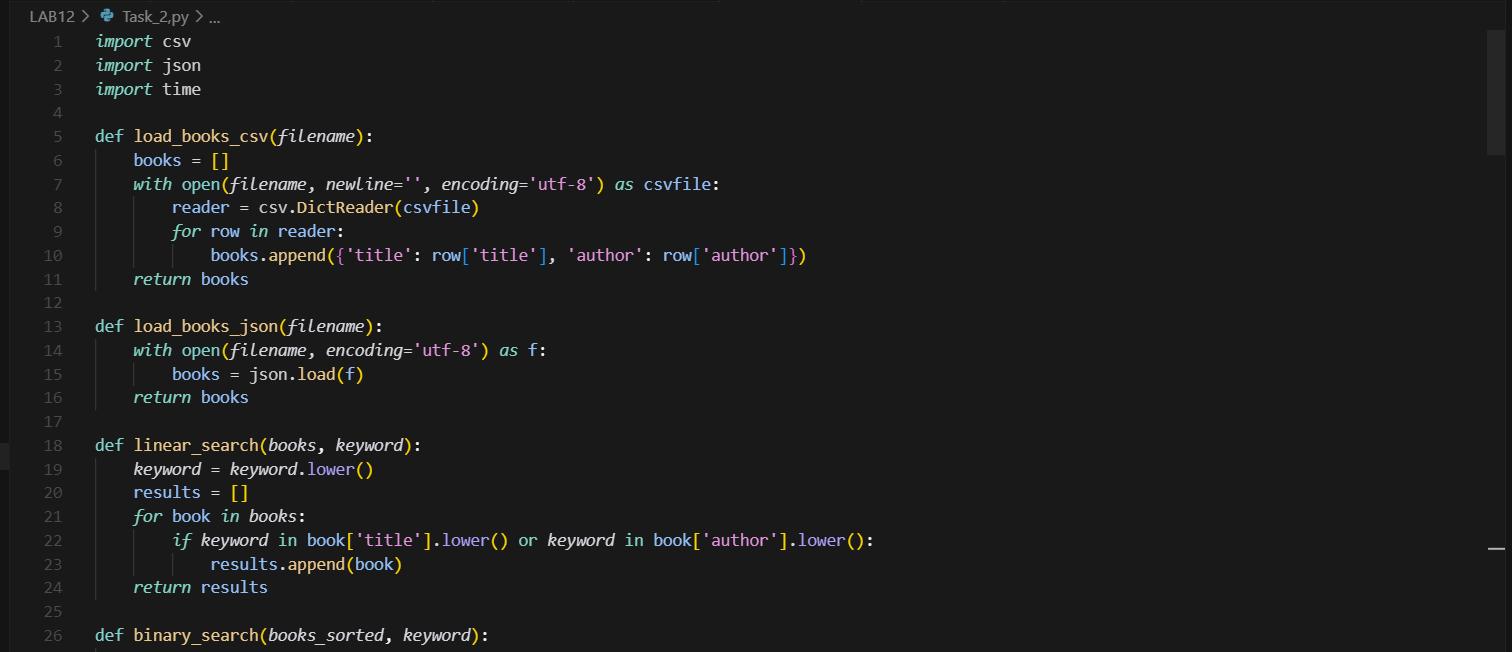 LAB12 > Task_2,py > ...
1 import csv
2 import json
3 import time
4
5 def load_books_csv(filename):
6     books = []
7     with open(filename, newline='', encoding='utf-8') as csvfile:
8         reader = csv.DictReader(csvfile)
9         for row in reader:
10             books.append({'title': row['title'], 'author': row['author']})
11     return books
12
13 def load_books_json(filename):
14     with open(filename, encoding='utf-8') as f:
15         books = json.load(f)
16     return books
17
18 def linear_search(books, keyword):
19     keyword = keyword.lower()
20     results = []
21     for book in books:
22         if keyword in book['title'].lower() or keyword in book['author'].lower():
23             results.append(book)
24     return results
25
26 def binary_search(books_sorted, keyword):